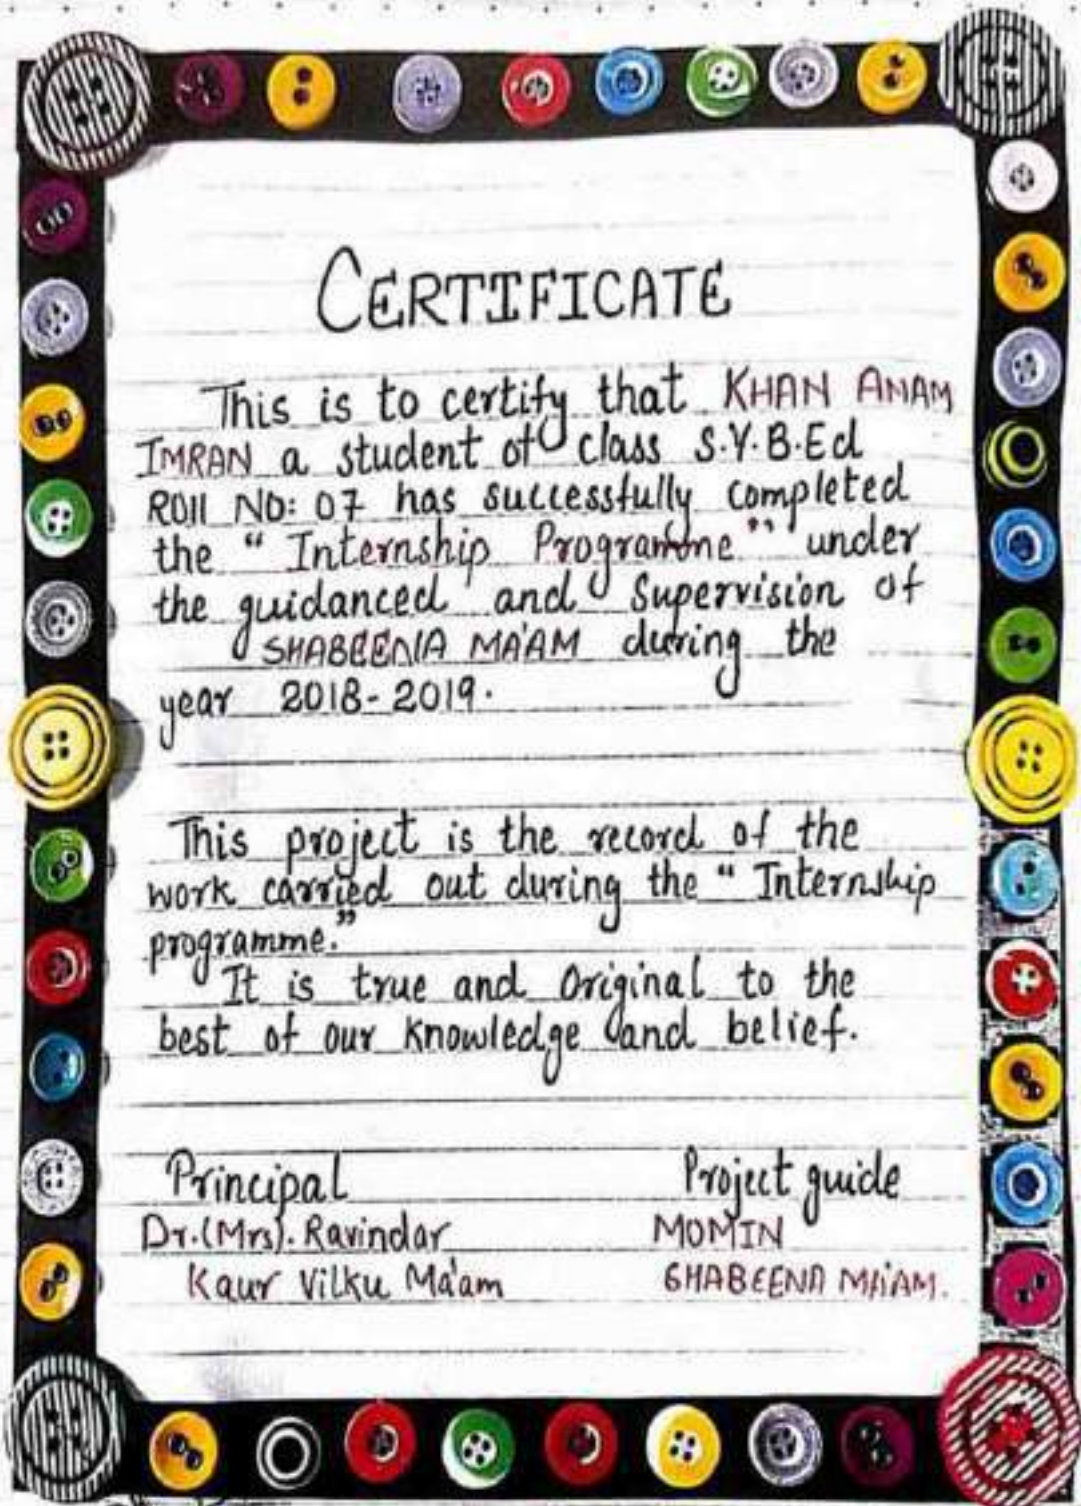 CERTIFICATE
This is to certify that KHAN ANAM
IMRAN a student of class S.Y.B.Ed
ROll NO: 07 has successfully completed
the " Internship Programme" under
the guidanced and Supervision of
SHABEENA MA'AM during the
year 2018-2019.
This project is the record of the
work carried out during the " Internship
programme."
It is true and Original to the
best of our knowledge and belief.
Principal Project guide
Dr.(Mrs). Ravindar MOMIN
Kaur Vilku Ma'am SHABEENA MA'AM.